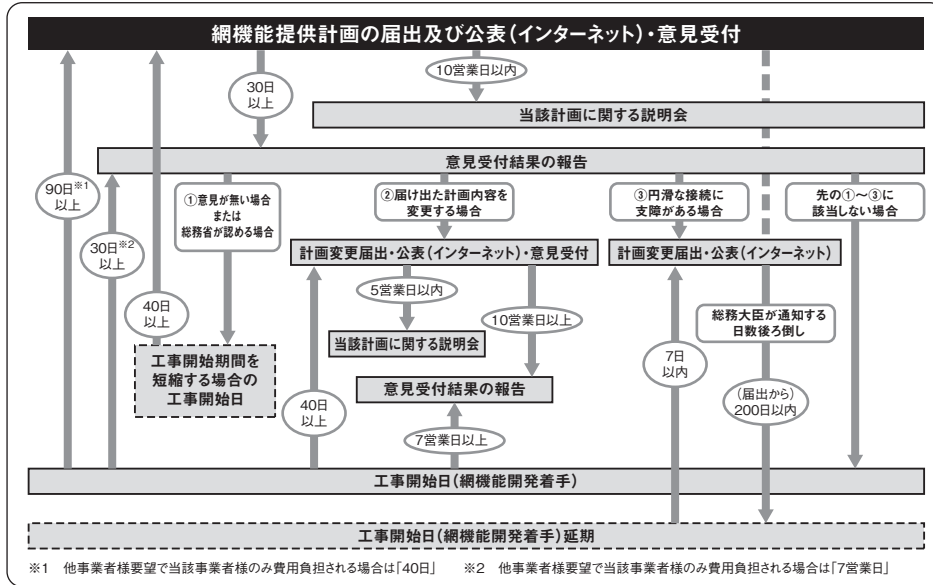 網機能提供計画の届出及び公表(インターネット)・意見受付
10営業日以内
30日
以上
当該計画に関する説明会
意見受付結果の報告
90日※1
以上
①意見が無い場合
または
総務省が認める場合
②届け出た計画内容を
変更する場合
③円滑な接続に
支障がある場合
先の①~③に
該当しない場合
30日※2
以上
計画変更届出・公表(インターネット)・意見受付
計画変更届出・公表(インターネット)
40日
以上
5営業日以内
10営業日以上
総務大臣が通知する
日数後ろ倒し
当該計画に関する説明会
工事開始期間を
短縮する場合の
工事開始日
7日
以内
意見受付結果の報告
40日
以上
(届出から)
200日以内
7営業日以上
工事開始日(網機能開発着手)
工事開始日(網機能開発着手)延期
※1 他事業者様要望で当該事業者様のみ費用負担される場合は「40日」 ※2 他事業者様要望で当該事業者様のみ費用負担される場合は「7営業日」